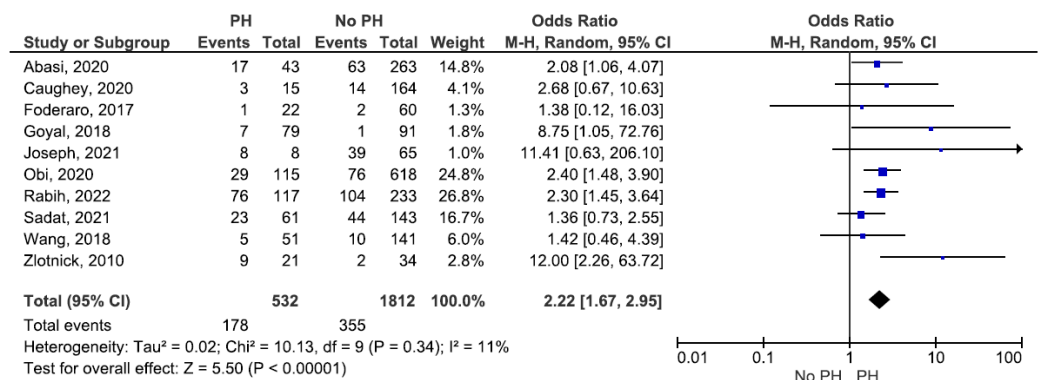 PH No PH Odds Ratio Odds Ratio
Study or Subgroup Events Total Events Total Weight M-H, Random, 95% CI M-H, Random, 95% CI
Abasi, 2020 17 43 63 263 14.8% 2.08 [1.06, 4.07]
Caughey, 2020 3 15 14 164 4.1% 2.68 [0.67, 10.63]
Foderaro, 2017 1 22 2 60 1.3% 1.38 [0.12, 16.03]
Goyal, 2018 7 79 1 91 1.8% 8.75 [1.05, 72.76]
Joseph, 2021 8 8 39 65 1.0% 11.41 [0.63, 206.10]
Obi, 2020 29 115 76 618 24.8% 2.40 [1.48, 3.90]
Rabih, 2022 76 117 104 233 26.8% 2.30 [1.45, 3.64]
Sadat, 2021 23 61 44 143 16.7% 1.36 [0.73, 2.55]
Wang, 2018 5 51 10 141 6.0% 1.42 [0.46, 4.39]
Zlotnick, 2010 9 21 2 34 2.8% 12.00 [2.26, 63.72]
Total (95% CI) 532 1812 100.0% 2.22 [1.67, 2.95]
Total events 178 355
Heterogeneity: Tau² = 0.02; Chi² = 10.13, df = 9 (P = 0.34); I² = 11%
Test for overall effect: Z = 5.50 (P < 0.00001)
0.01 0.1 1 10 100
No PH PH